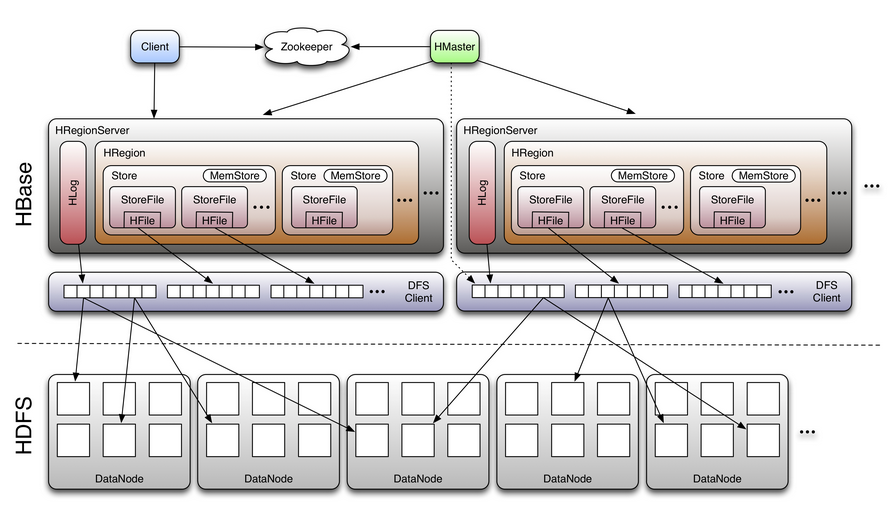 Client
Zookeeper
HMaster
HBase
HRegionServer
HLog
HRegion
Store
MemStore
StoreFile
HFile
StoreFile
HFile
...
Store
MemStore
StoreFile
HFile
...
...
HRegionServer
HLog
HRegion
Store
MemStore
StoreFile
HFile
StoreFile
HFile
...
Store
MemStore
StoreFile
HFile
...
...
...
...
DFS
Client
...
DFS
Client
HDFS
DataNode
DataNode
DataNode
DataNode
DataNode
...